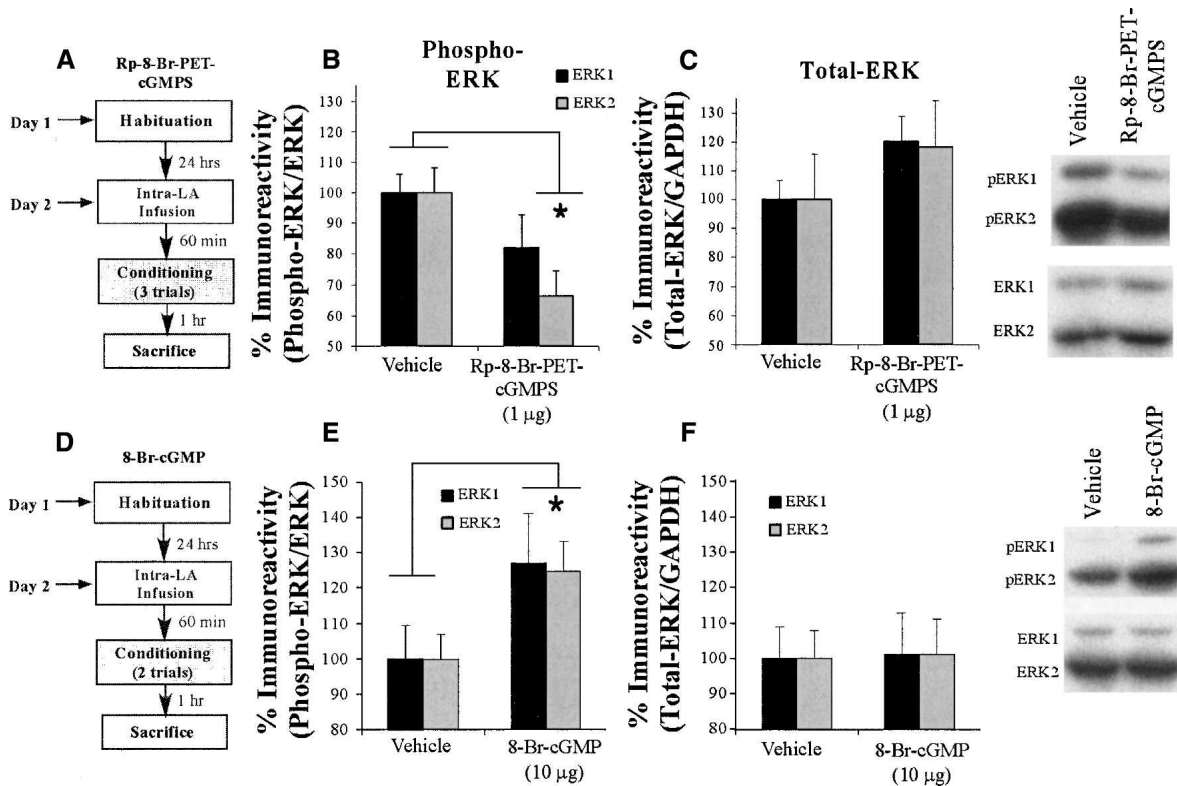 A
Rp-8-Br-PET-
cGMPS
Day 1
Habituation
24 hrs
Day 2
Intra-LA
Infusion
60 min
Conditioning
(3 trials)
1 hr
Sacrifice
B
Phospho-
ERK
ERK1
ERK2
% Immunoreactivity
(Phospho-ERK/ERK)
130
120
110
100
90
80
70
60
50
*
Vehicle
Rp-8-Br-PET-
cGMPS
(1 µg)
C
Total-ERK
% Immunoreactivity
(Total-ERK/GAPDH)
130
120
110
100
90
80
70
60
50
Vehicle
Rp-8-Br-PET-
cGMPS
(1 µg)
Vehicle
Rp-8-Br-PET-
cGMPS
pERK1
pERK2
ERK1
ERK2
D
8-Br-cGMP
Day 1
Habituation
24 hrs
Day 2
Intra-LA
Infusion
60 min
Conditioning
(2 trials)
1 hr
Sacrifice
E
% Immunoreactivity
(Phospho-ERK/ERK)
150
140
130
120
110
100
90
80
ERK1
ERK2
*
Vehicle
8-Br-cGMP
(10 µg)
F
% Immunoreactivity
(Total-ERK/GAPDH)
150
140
130
120
110
100
90
80
ERK1
ERK2
Vehicle
8-Br-cGMP
(10 µg)
Vehicle
8-Br-cGMP
pERK1
pERK2
ERK1
ERK2